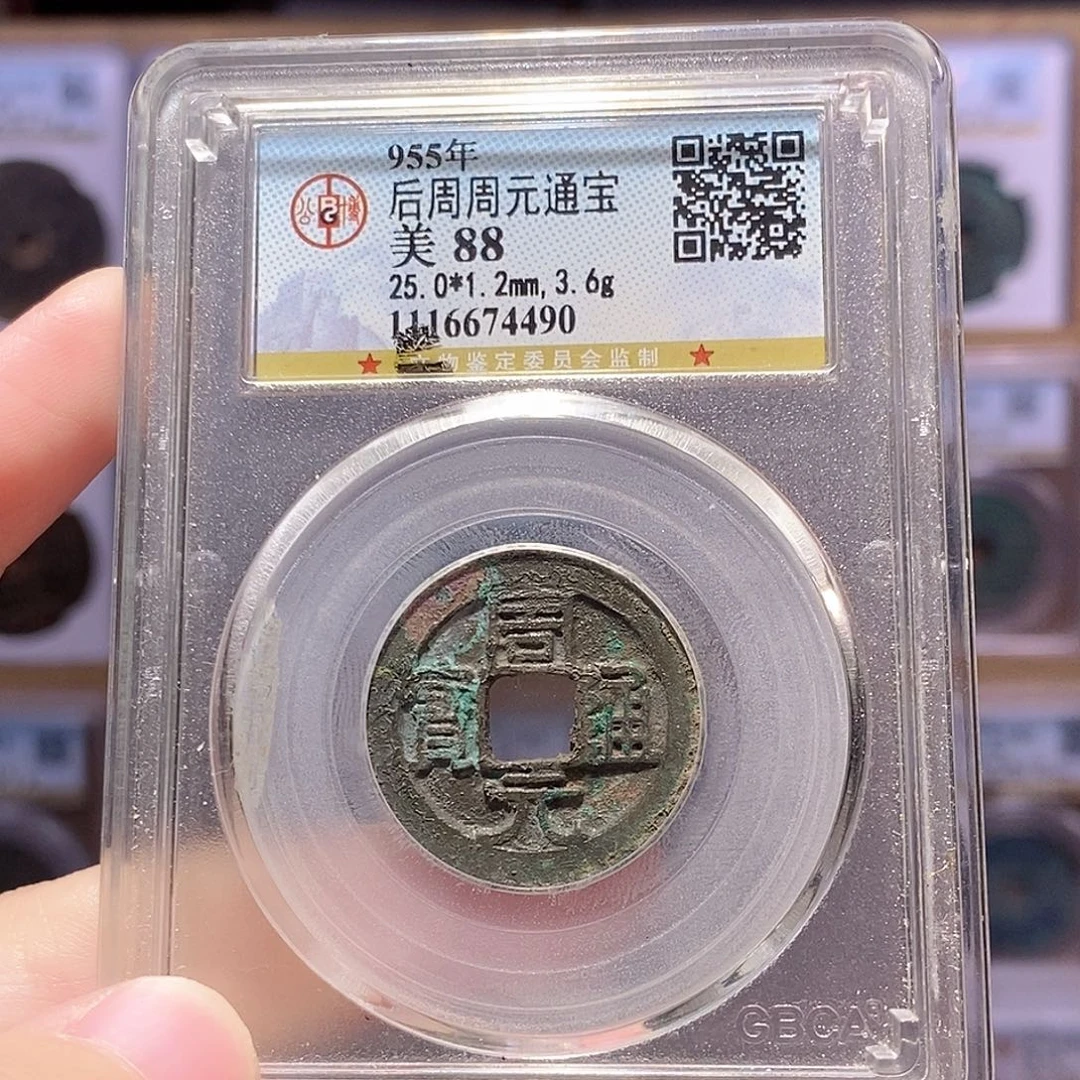 955年
后周周元通宝
美 88
25.0*1.2mm,3.6g
1116674490
物鉴定委员会监制
GBCA
周元通寶